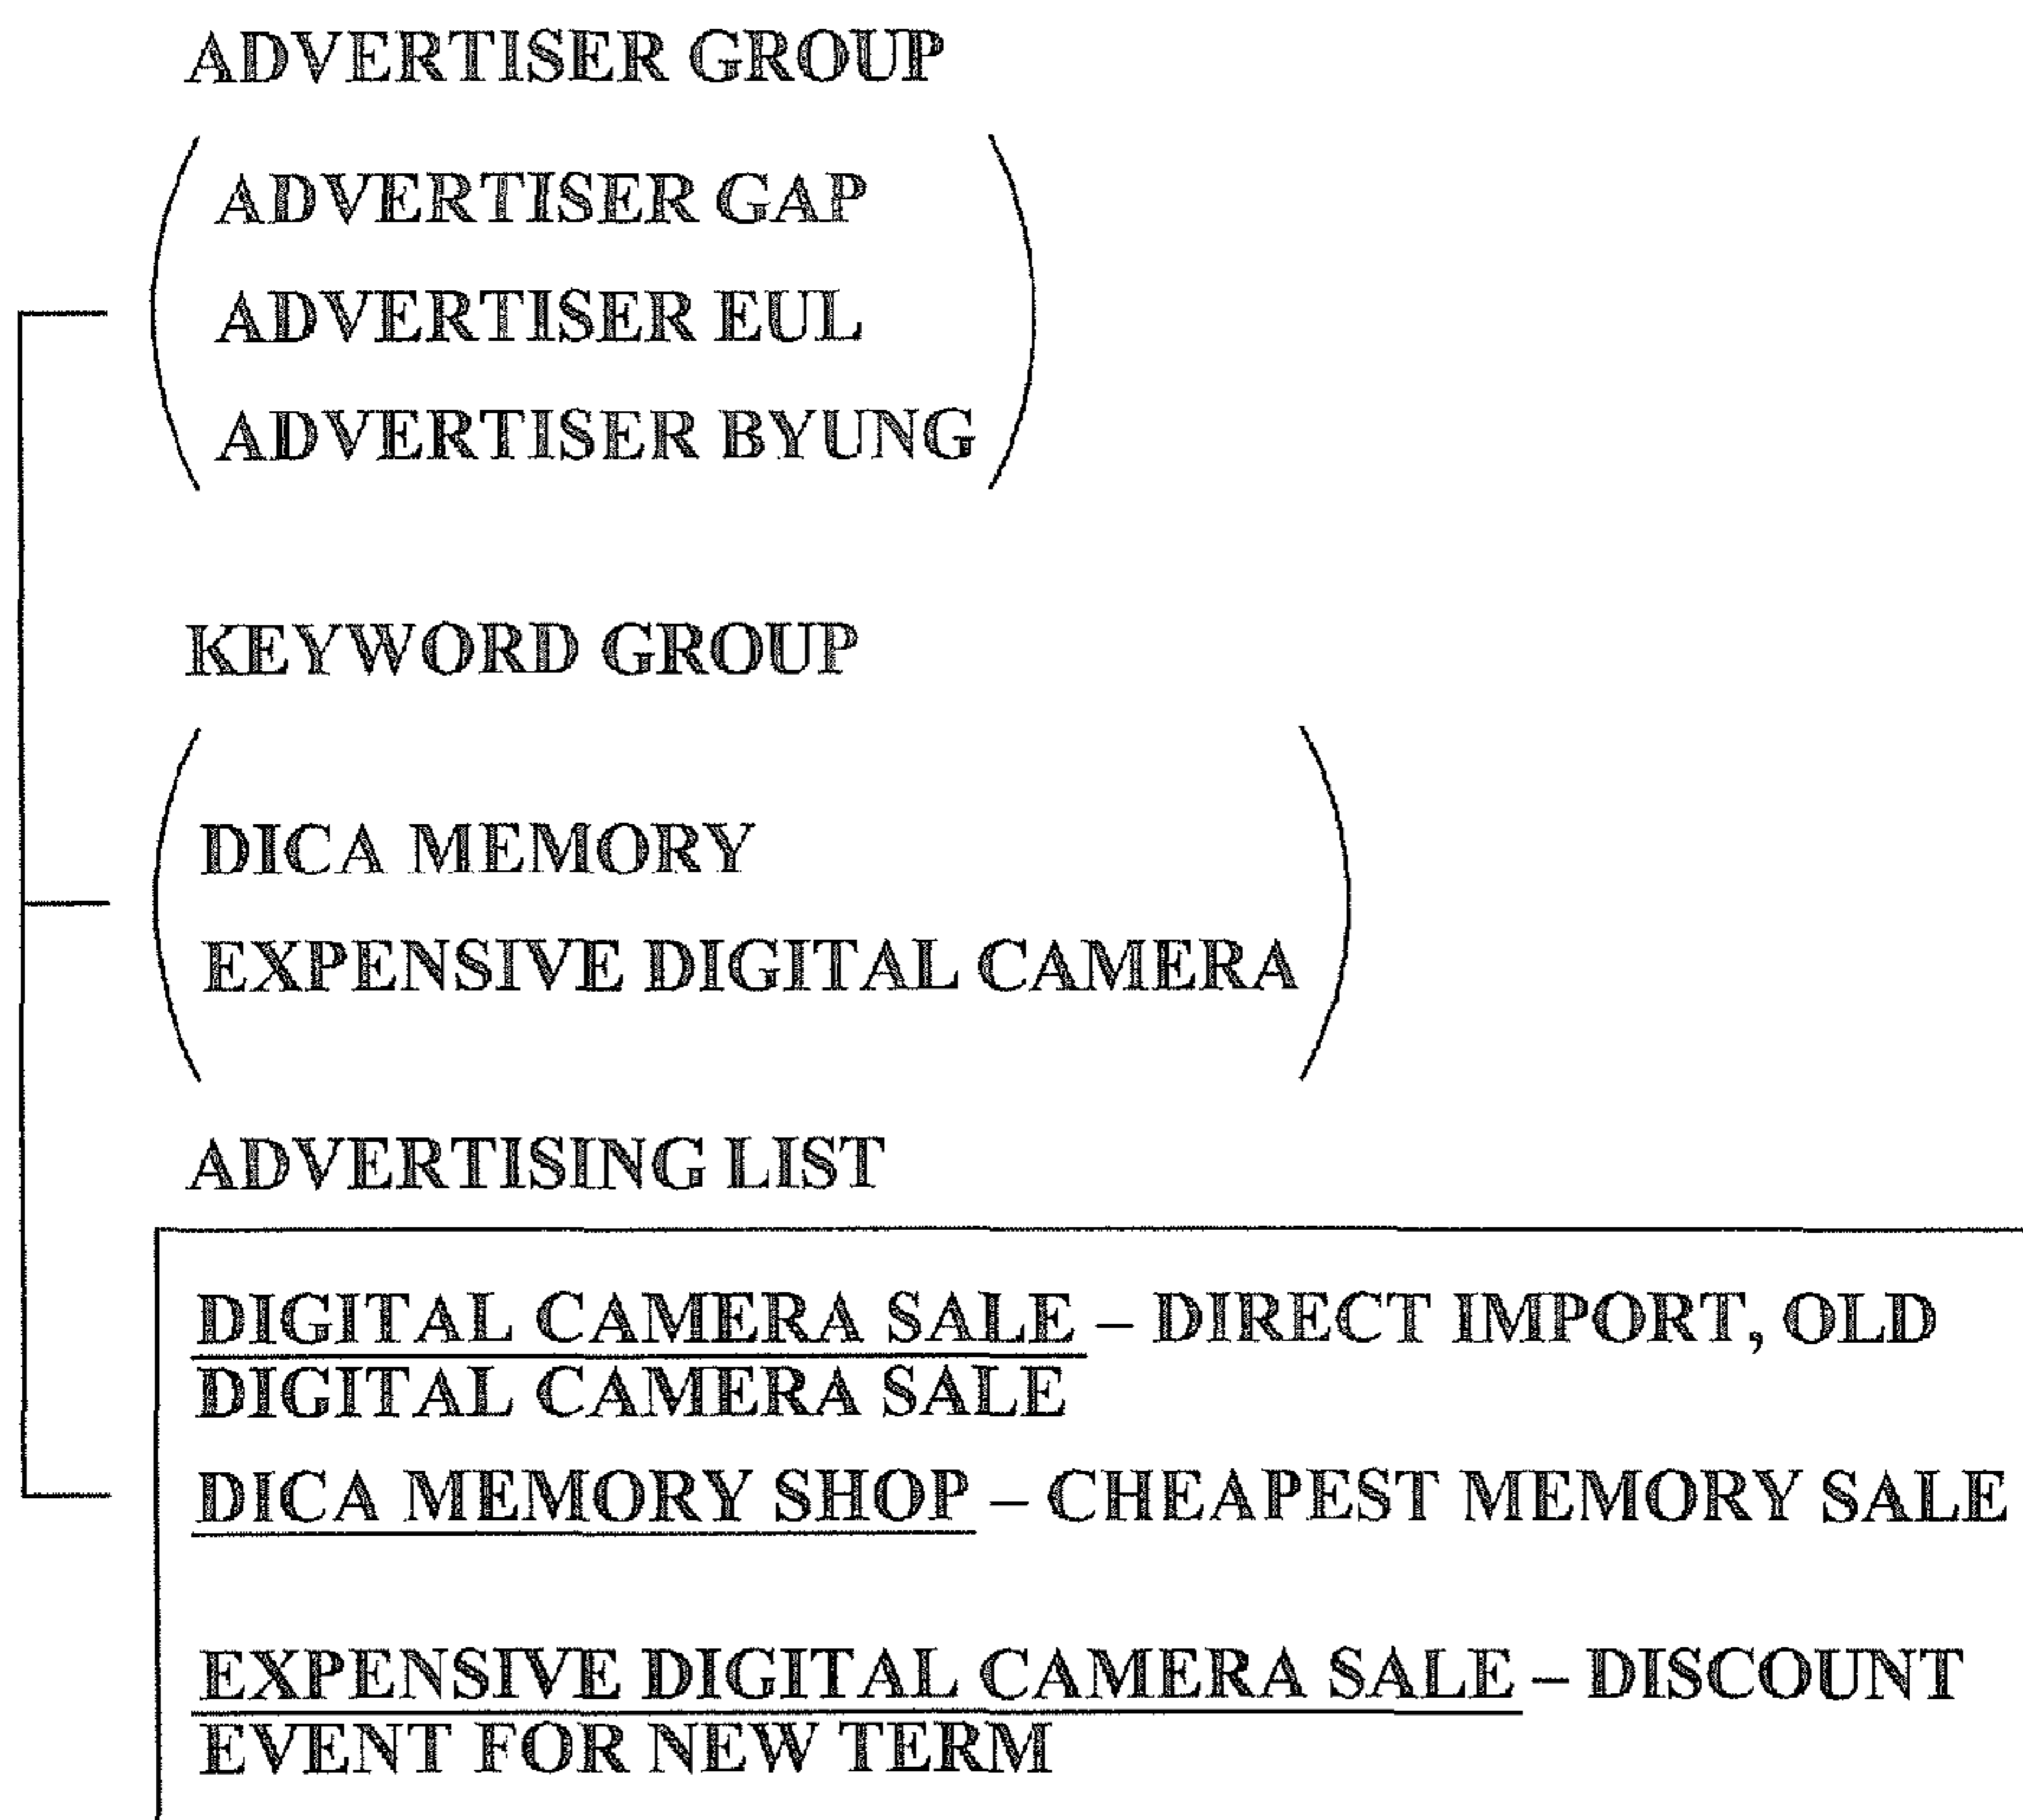 ADVERTISER GROUP
ADVERTISER GAP
ADVERTISER EUL
ADVERTISER BYUNG
KEYWORD GROUP
DICA MEMORY
EXPENSIVE DIGITAL CAMERA
ADVERTISING LIST
DIGITAL CAMERA SALE – DIRECT IMPORT, OLD
DIGITAL CAMERA SALE
DICA MEMORY SHOP – CHEAPEST MEMORY SALE
EXPENSIVE DIGITAL CAMERA SALE – DISCOUNT
EVENT FOR NEW TERM